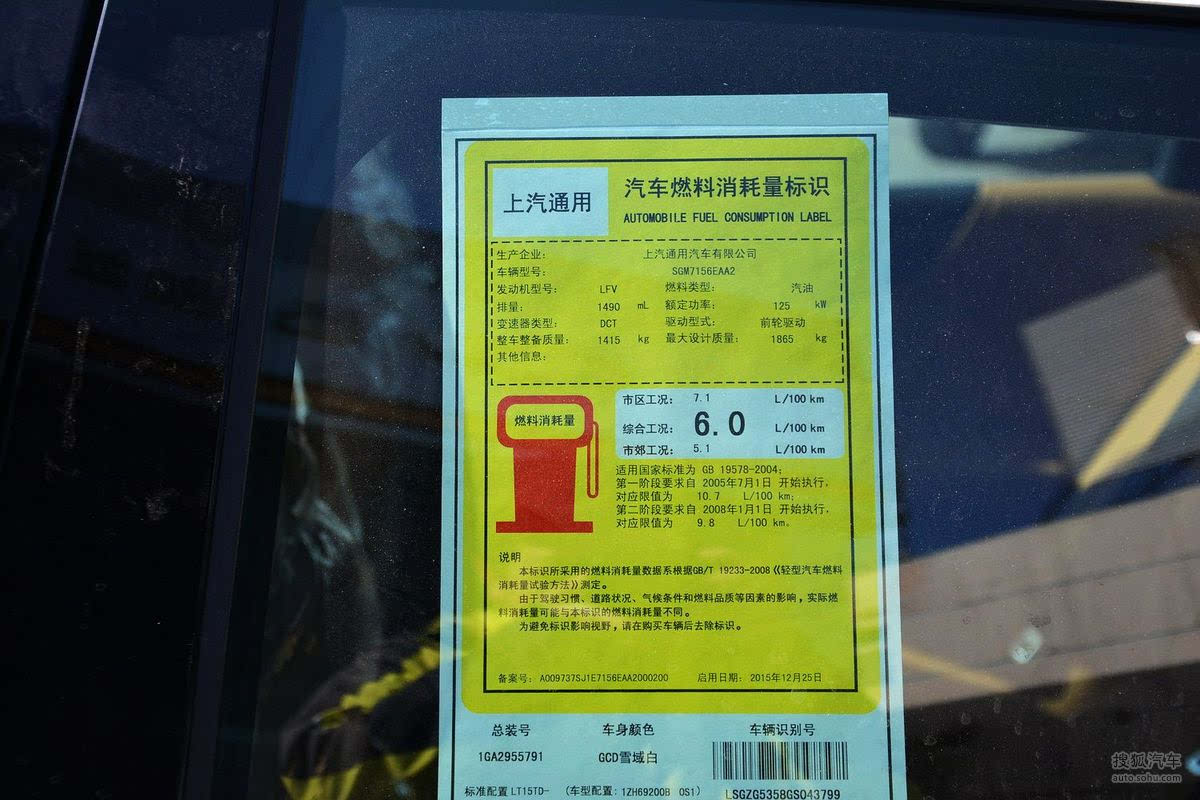 上汽通用
汽车燃料消耗量标识
AUTOMOBILE FUEL CONSUMPTION LABEL
生产企业: 上汽通用汽车有限公司
车辆型号: SGM7156EAA2
发动机型号: LFV 燃料类型: 汽油
排量: 1490 mL 额定功率: 125 kW
变速器类型: DCT 驱动型式: 前轮驱动
整车整备质量: 1415 kg 最大设计质量: 1865 kg
其他信息:
燃料消耗量
市区工况: 7.1 L/100 km
综合工况: 6.0 L/100 km
市郊工况: 5.1 L/100 km
适用国家标准为 GB 19578-2004;
第一阶段要求自 2005年7月1日 开始执行,
对应限值为 10.7 L/100 km;
第二阶段要求自 2008年1月1日 开始执行,
对应限值为 9.8 L/100 km。
说明
本标识所采用的燃料消耗量数据系根据GB/T 19233-2008《轻型汽车燃料
消耗量试验方法》测定。
由于驾驶习惯、道路状况、气候条件和燃料品质等因素的影响,实际燃
料消耗量可能与本标识的燃料消耗量不同。
为避免标识影响视野,请在购买车辆后去除标识。
备案号: A009737SJ1E7156EAA2000200 启用日期: 2015年12月25日
总装号 车身颜色 车辆识别号
1GA2955791 GCD雪域白
标准配置 LT15TD- (车型配置: 1ZH69200B 0S1) LSGZG5358GS043799
搜狐汽车
auto.sohu.com